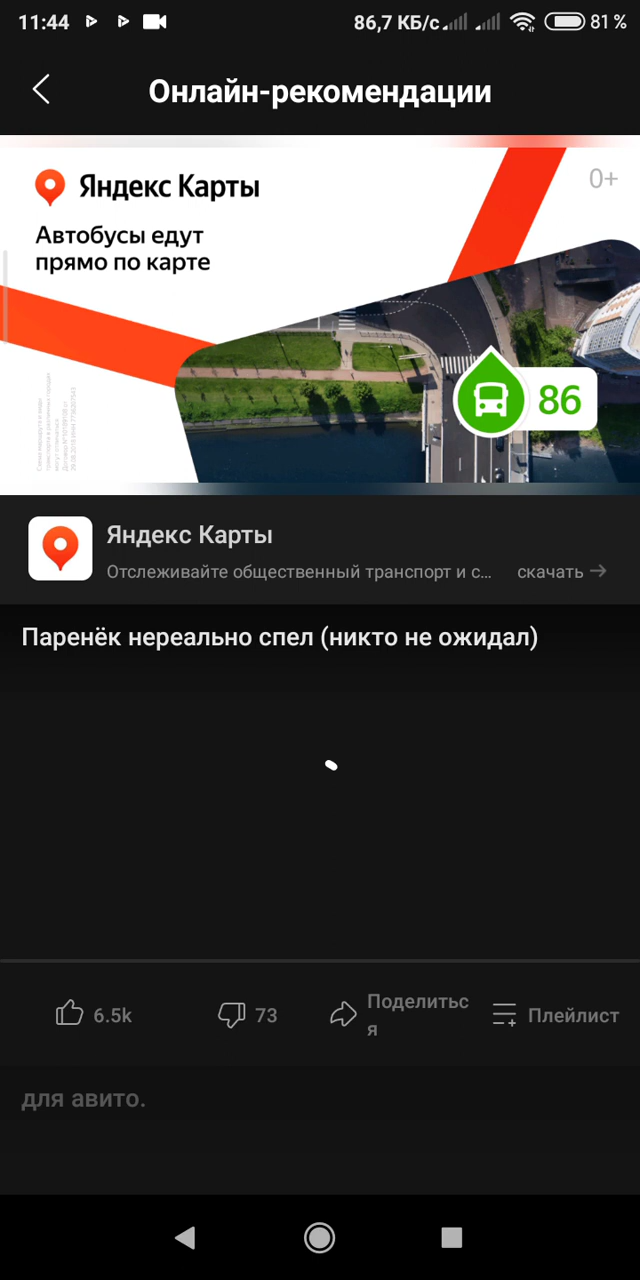 11:44
86,7 КБ/с
81 %
Онлайн-рекомендации
Яндекс Карты
0+
Автобусы едут
прямо по карте
86
Яндекс Карты
Отслеживайте общественный транспорт и с...
скачать →
Паренёк нереально спел (никто не ожидал)
6.5k
73
Поделитьс
я
Плейлист
для авито.